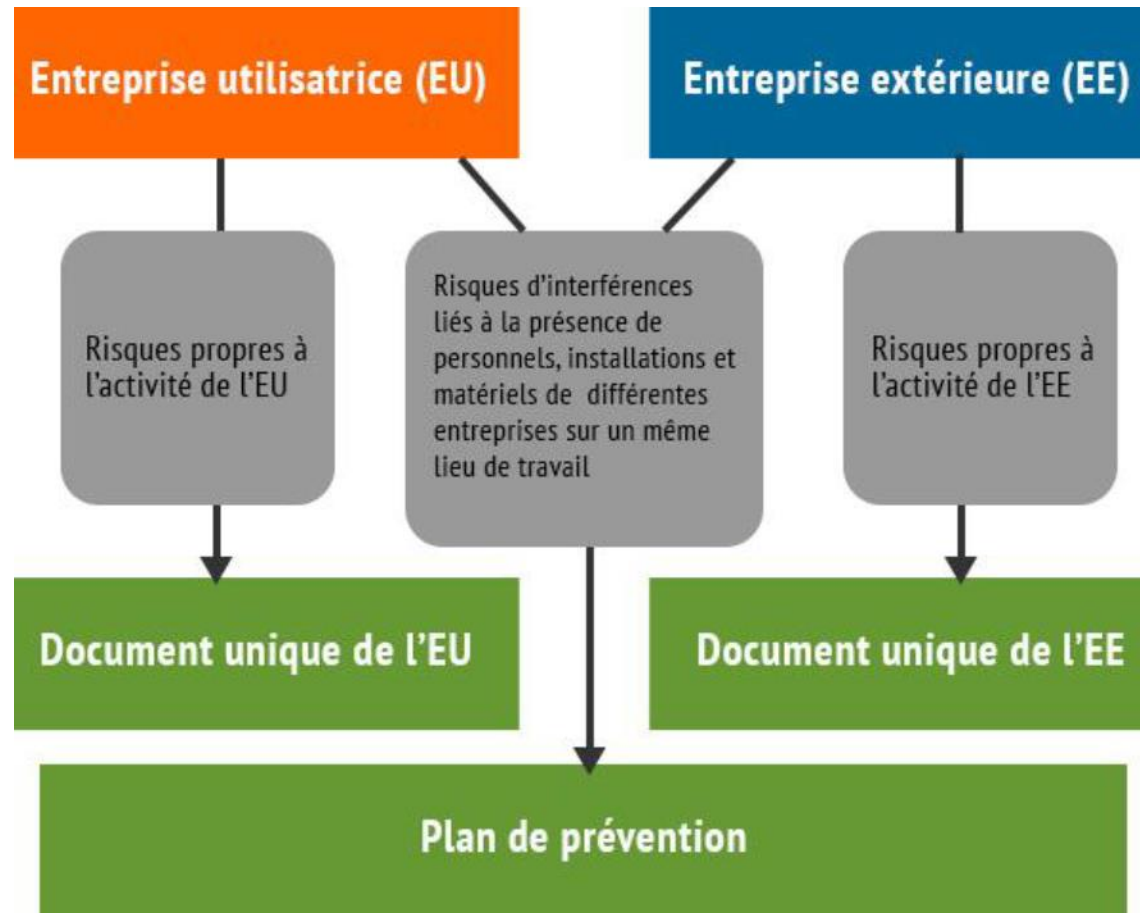 Entreprise utilisatrice (EU)
Entreprise extérieure (EE)
Risques propres à
l'activité de l'EU
Risques d'interférences
liés à la présence de
personnels, installations et
matériels de différentes
entreprises sur un même
lieu de travail
Risques propres à
l'activité de l'EE
Document unique de l'EU
Document unique de l'EE
Plan de prévention